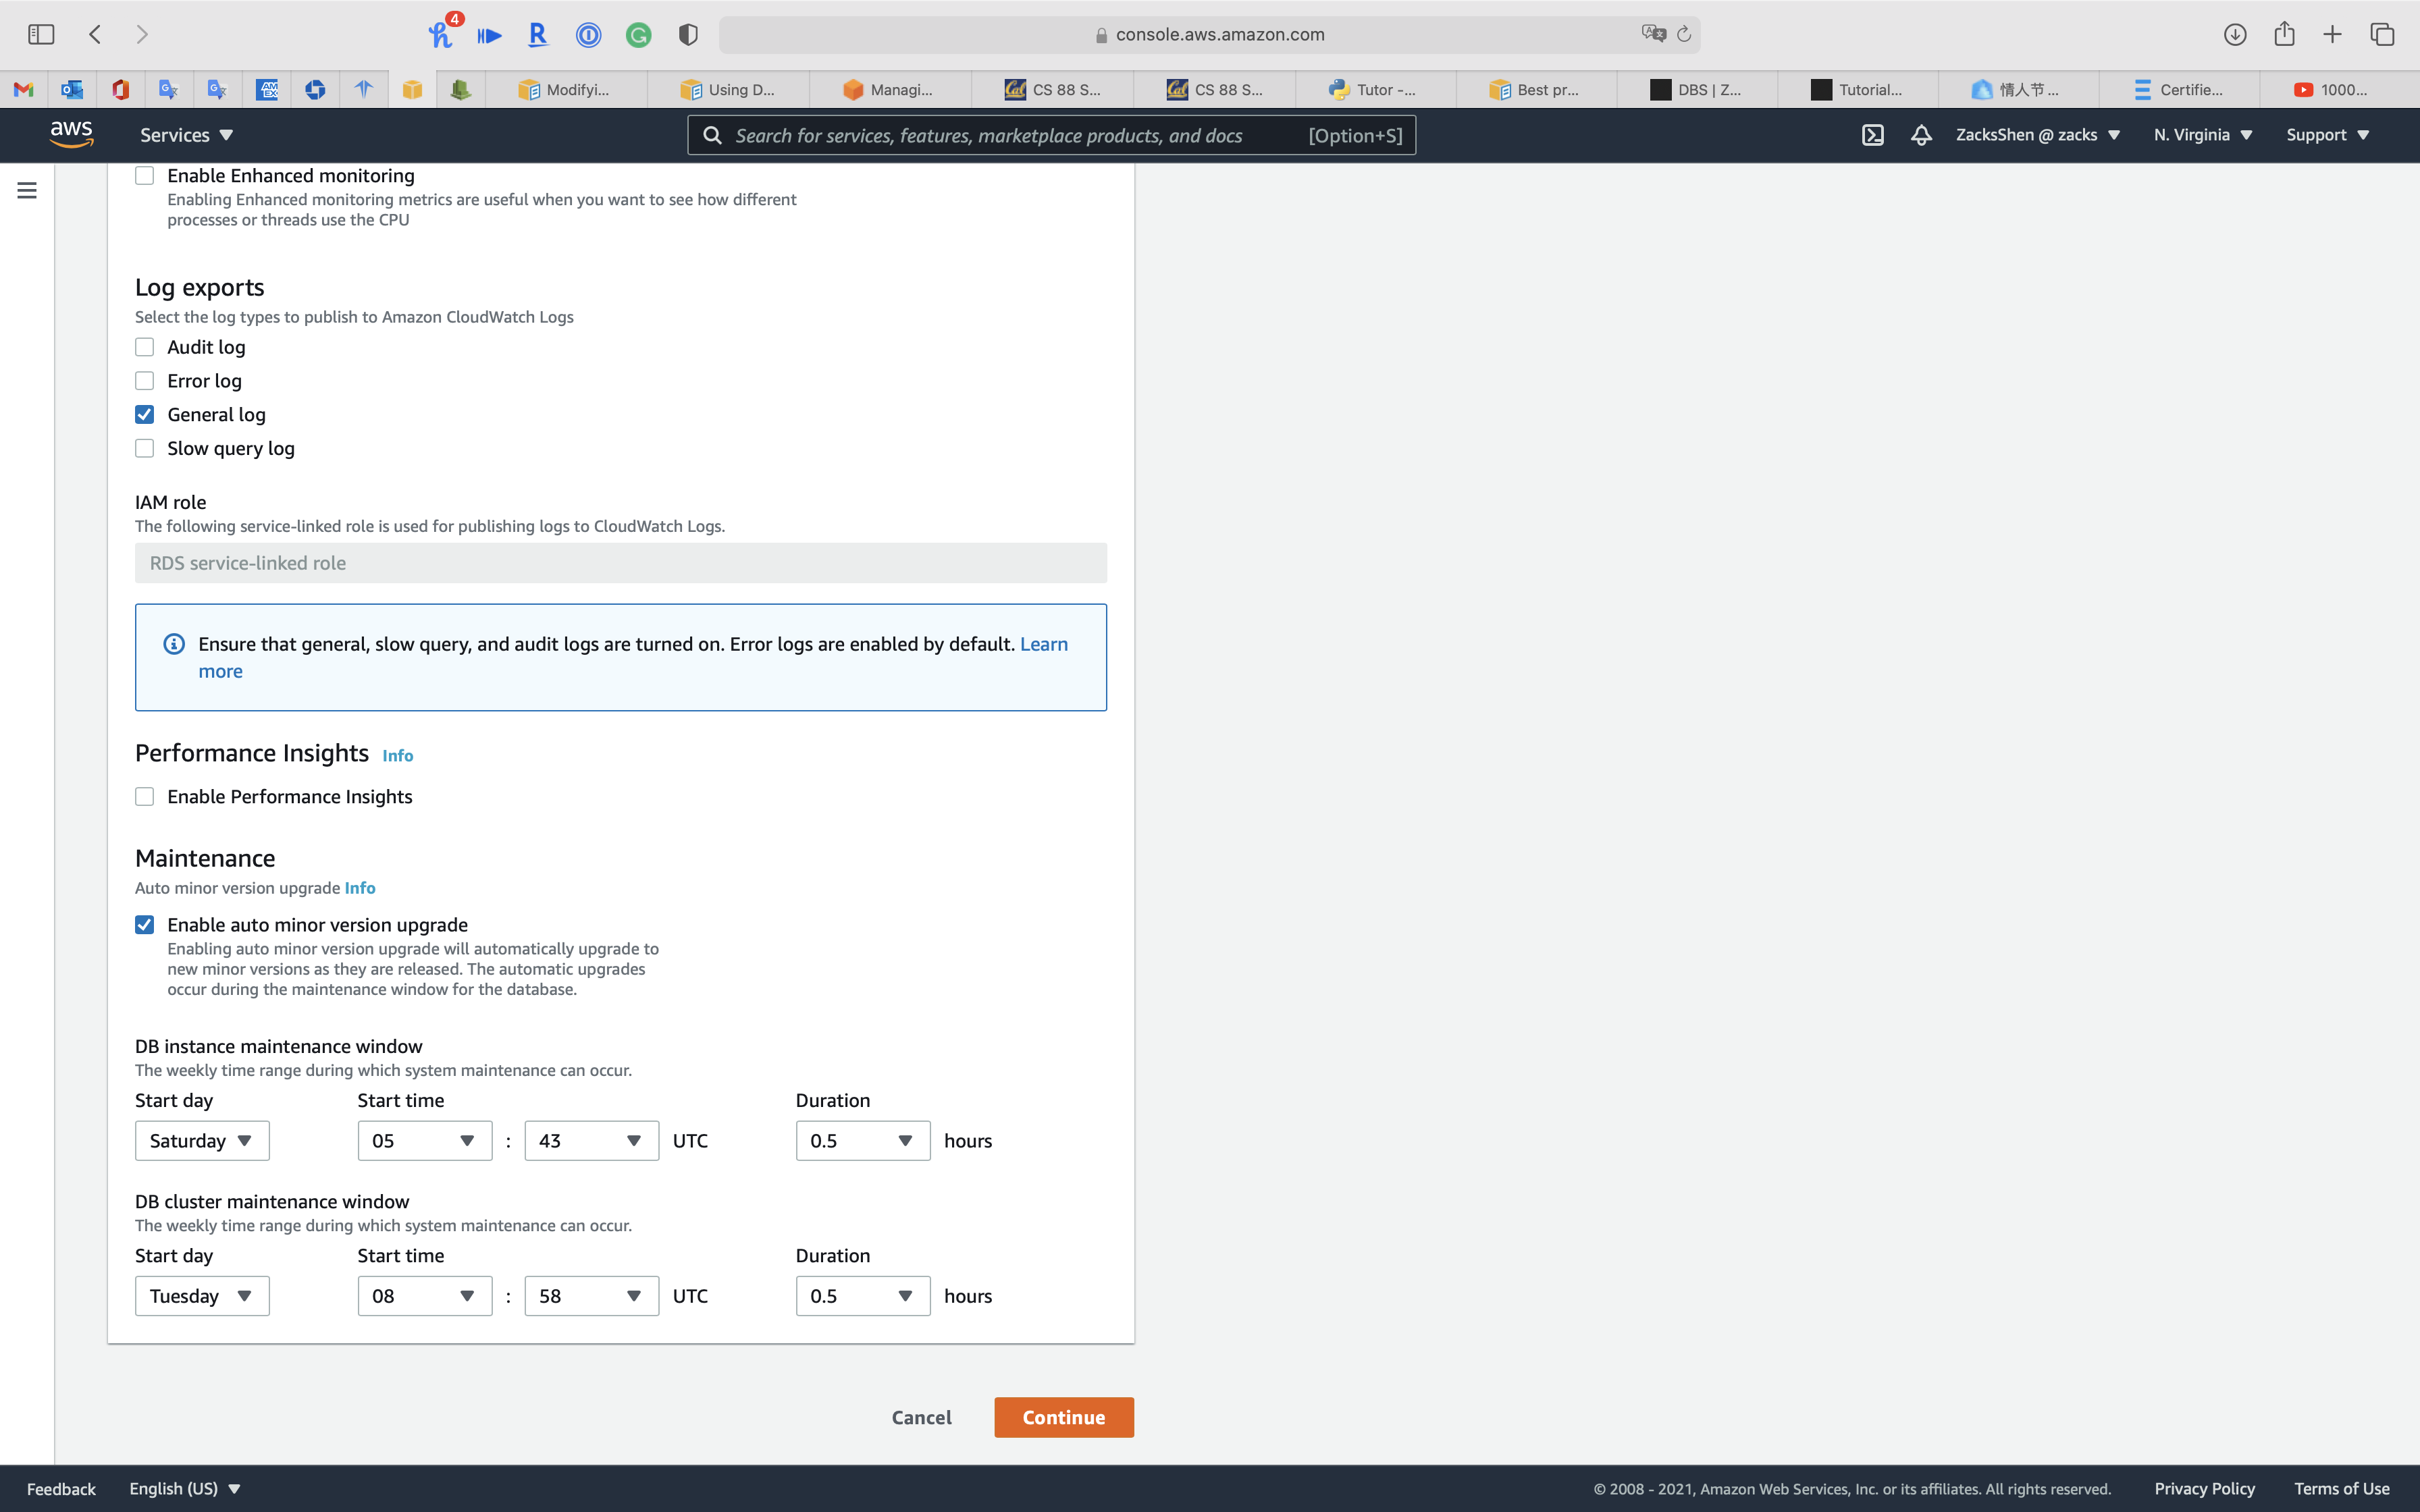 4
console.aws.amazon.com
Modifyi...
Using D...
Managi...
CS 88 S...
CS 88 S...
Tutor -...
Best pr...
DBS | Z...
Tutorial...
情人节 ...
Certifie...
1000...
aws
Services
Search for services, features, marketplace products, and docs
[Option+S]
ZacksShen @ zacks
N. Virginia
Support
Enable Enhanced monitoring
Enabling Enhanced monitoring metrics are useful when you want to see how different
processes or threads use the CPU
Log exports
Select the log types to publish to Amazon CloudWatch Logs
Audit log
Error log
General log
Slow query log
IAM role
The following service-linked role is used for publishing logs to CloudWatch Logs.
RDS service-linked role
Ensure that general, slow query, and audit logs are turned on. Error logs are enabled by default. Learn
more
Performance Insights Info
Enable Performance Insights
Maintenance
Auto minor version upgrade Info
Enable auto minor version upgrade
Enabling auto minor version upgrade will automatically upgrade to
new minor versions as they are released. The automatic upgrades
occur during the maintenance window for the database.
DB instance maintenance window
The weekly time range during which system maintenance can occur.
Start day Start time Duration
Saturday 05 : 43 UTC 0.5 hours
DB cluster maintenance window
The weekly time range during which system maintenance can occur.
Start day Start time Duration
Tuesday 08 : 58 UTC 0.5 hours
Cancel Continue
Feedback English (US) © 2008 - 2021, Amazon Web Services, Inc. or its affiliates. All rights reserved. Privacy Policy Terms of Use